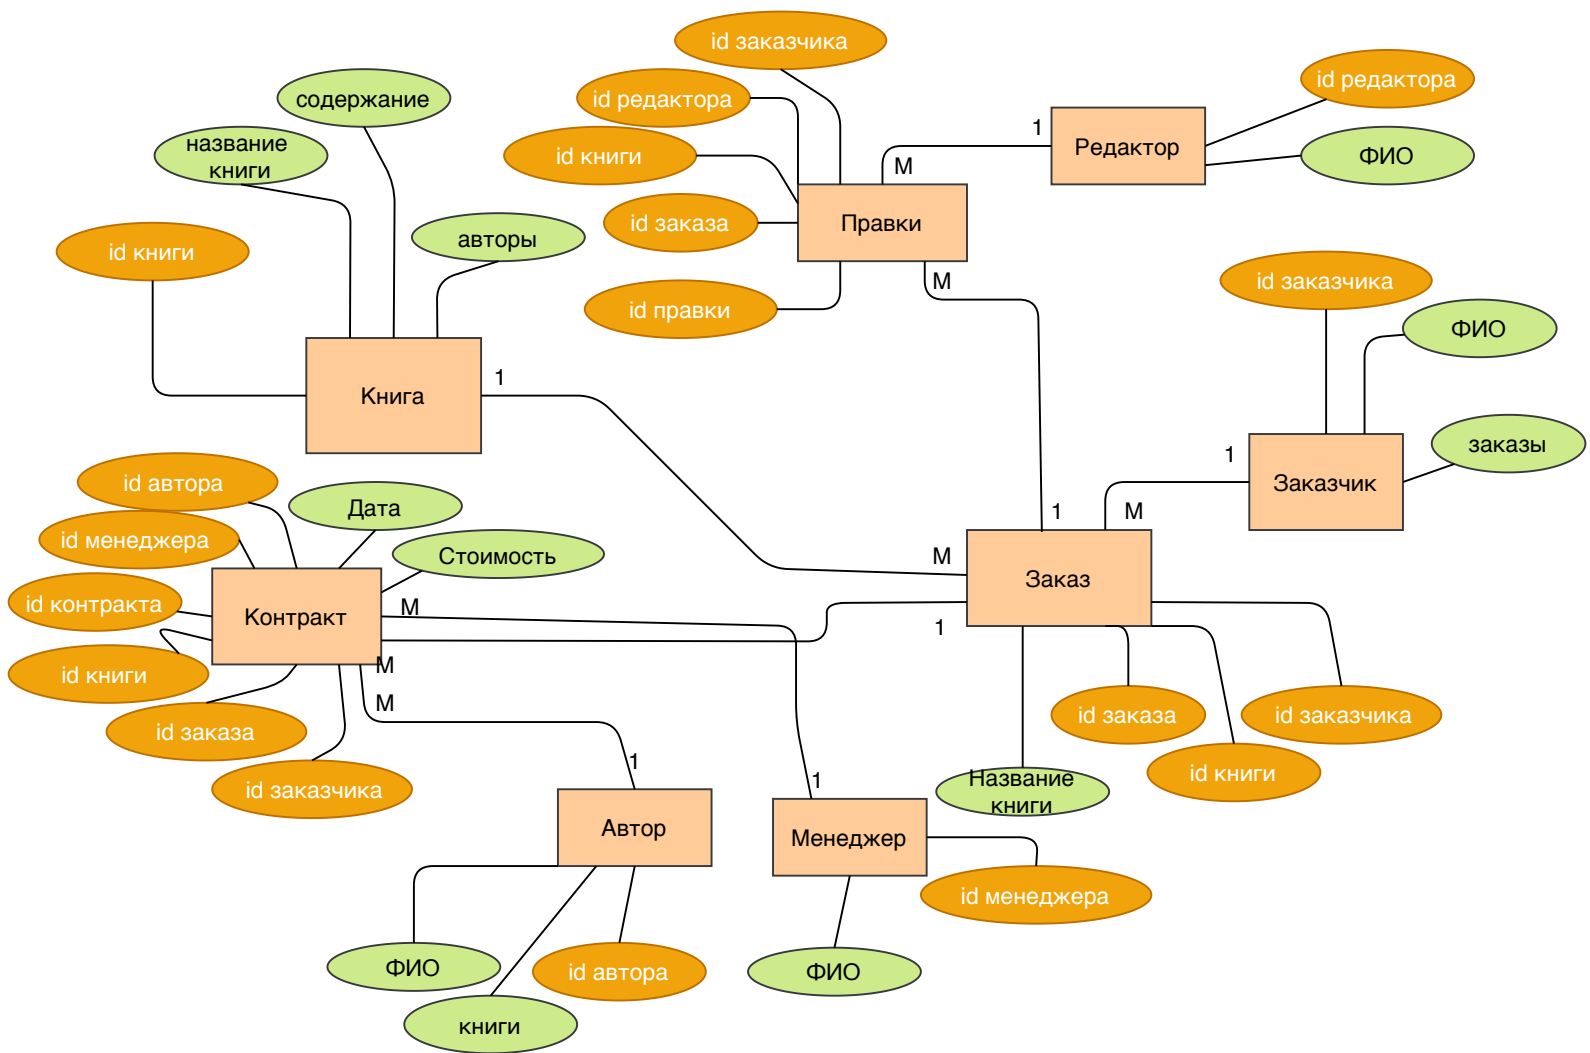 id заказчика
id редактора
id редактора
содержание
1
название
книги
id книги
М
Редактор
ФИО
id заказа
Правки
авторы
id книги
М
id заказчика
id правки
ФИО
1
Книга
заказы
1
id автора
Заказчик
Дата
1
М
id менеджера
Стоимость
М
Заказ
id контракта
М
Контракт
1
М
id книги
М
id заказа
id заказа
id заказчика
1
1
id книги
id заказчика
Название
книги
Автор
Менеджер
id менеджера
ФИО
id автора
ФИО
книги